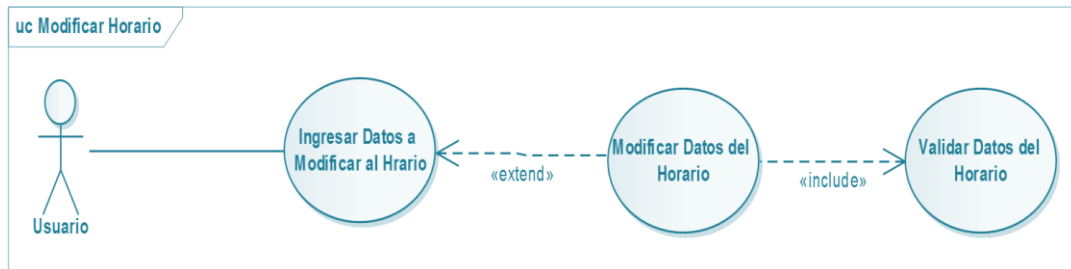 uc Modificar Horario
Usuario
Ingresar Datos a
Modificar al Hrario
«extend»
Modificar Datos del
Horario
«include»
Validar Datos del
Horario